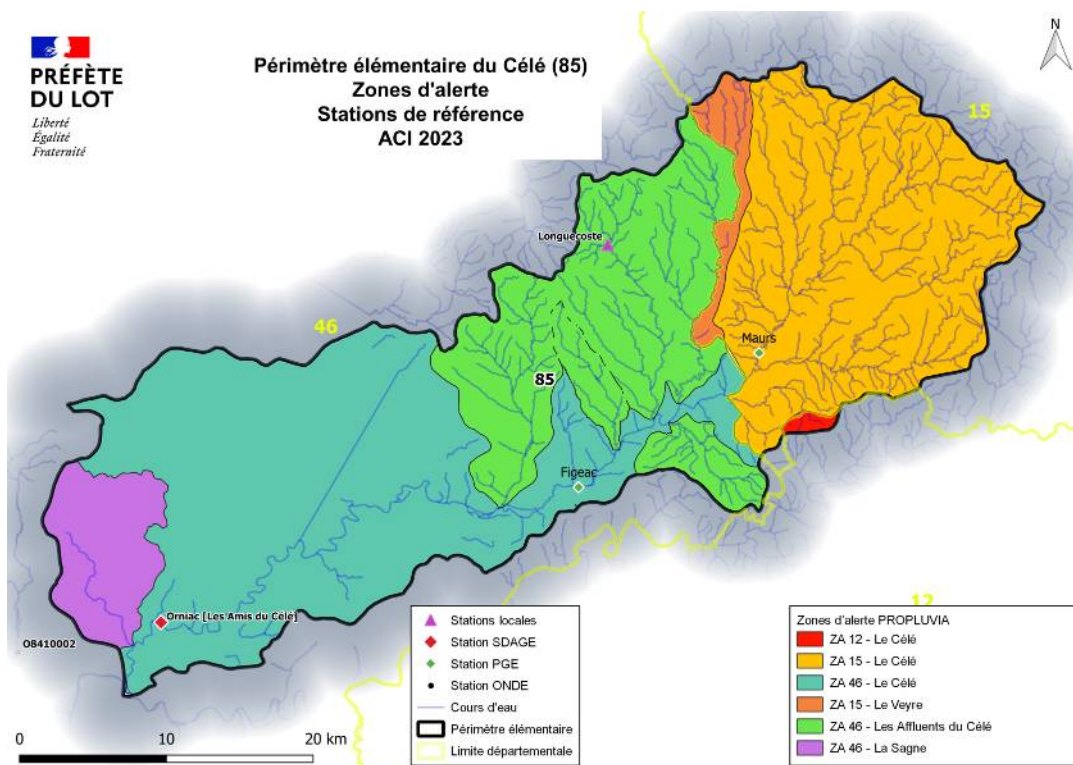 PRÉFÈTE
DU LOT
Liberté
Égalité
Fraternité
Périmètre élémentaire du Célé (85)
Zones d'alerte
Stations de référence
ACI 2023
N
15
Longuecoste
46
Maurs
85
Figeac
Orniac [Les Amis du Célé]
O8410002
12
Stations locales
Station SDAGE
Station PGE
Station ONDE
Cours d'eau
Périmètre élémentaire
Limite départementale
Zones d'alerte PROPLUVIA
ZA 12 - Le Célé
ZA 15 - Le Célé
ZA 46 - Le Célé
ZA 15 - Le Veyre
ZA 46 - Les Affluents du Célé
ZA 46 - La Sagne
0 10 20 km